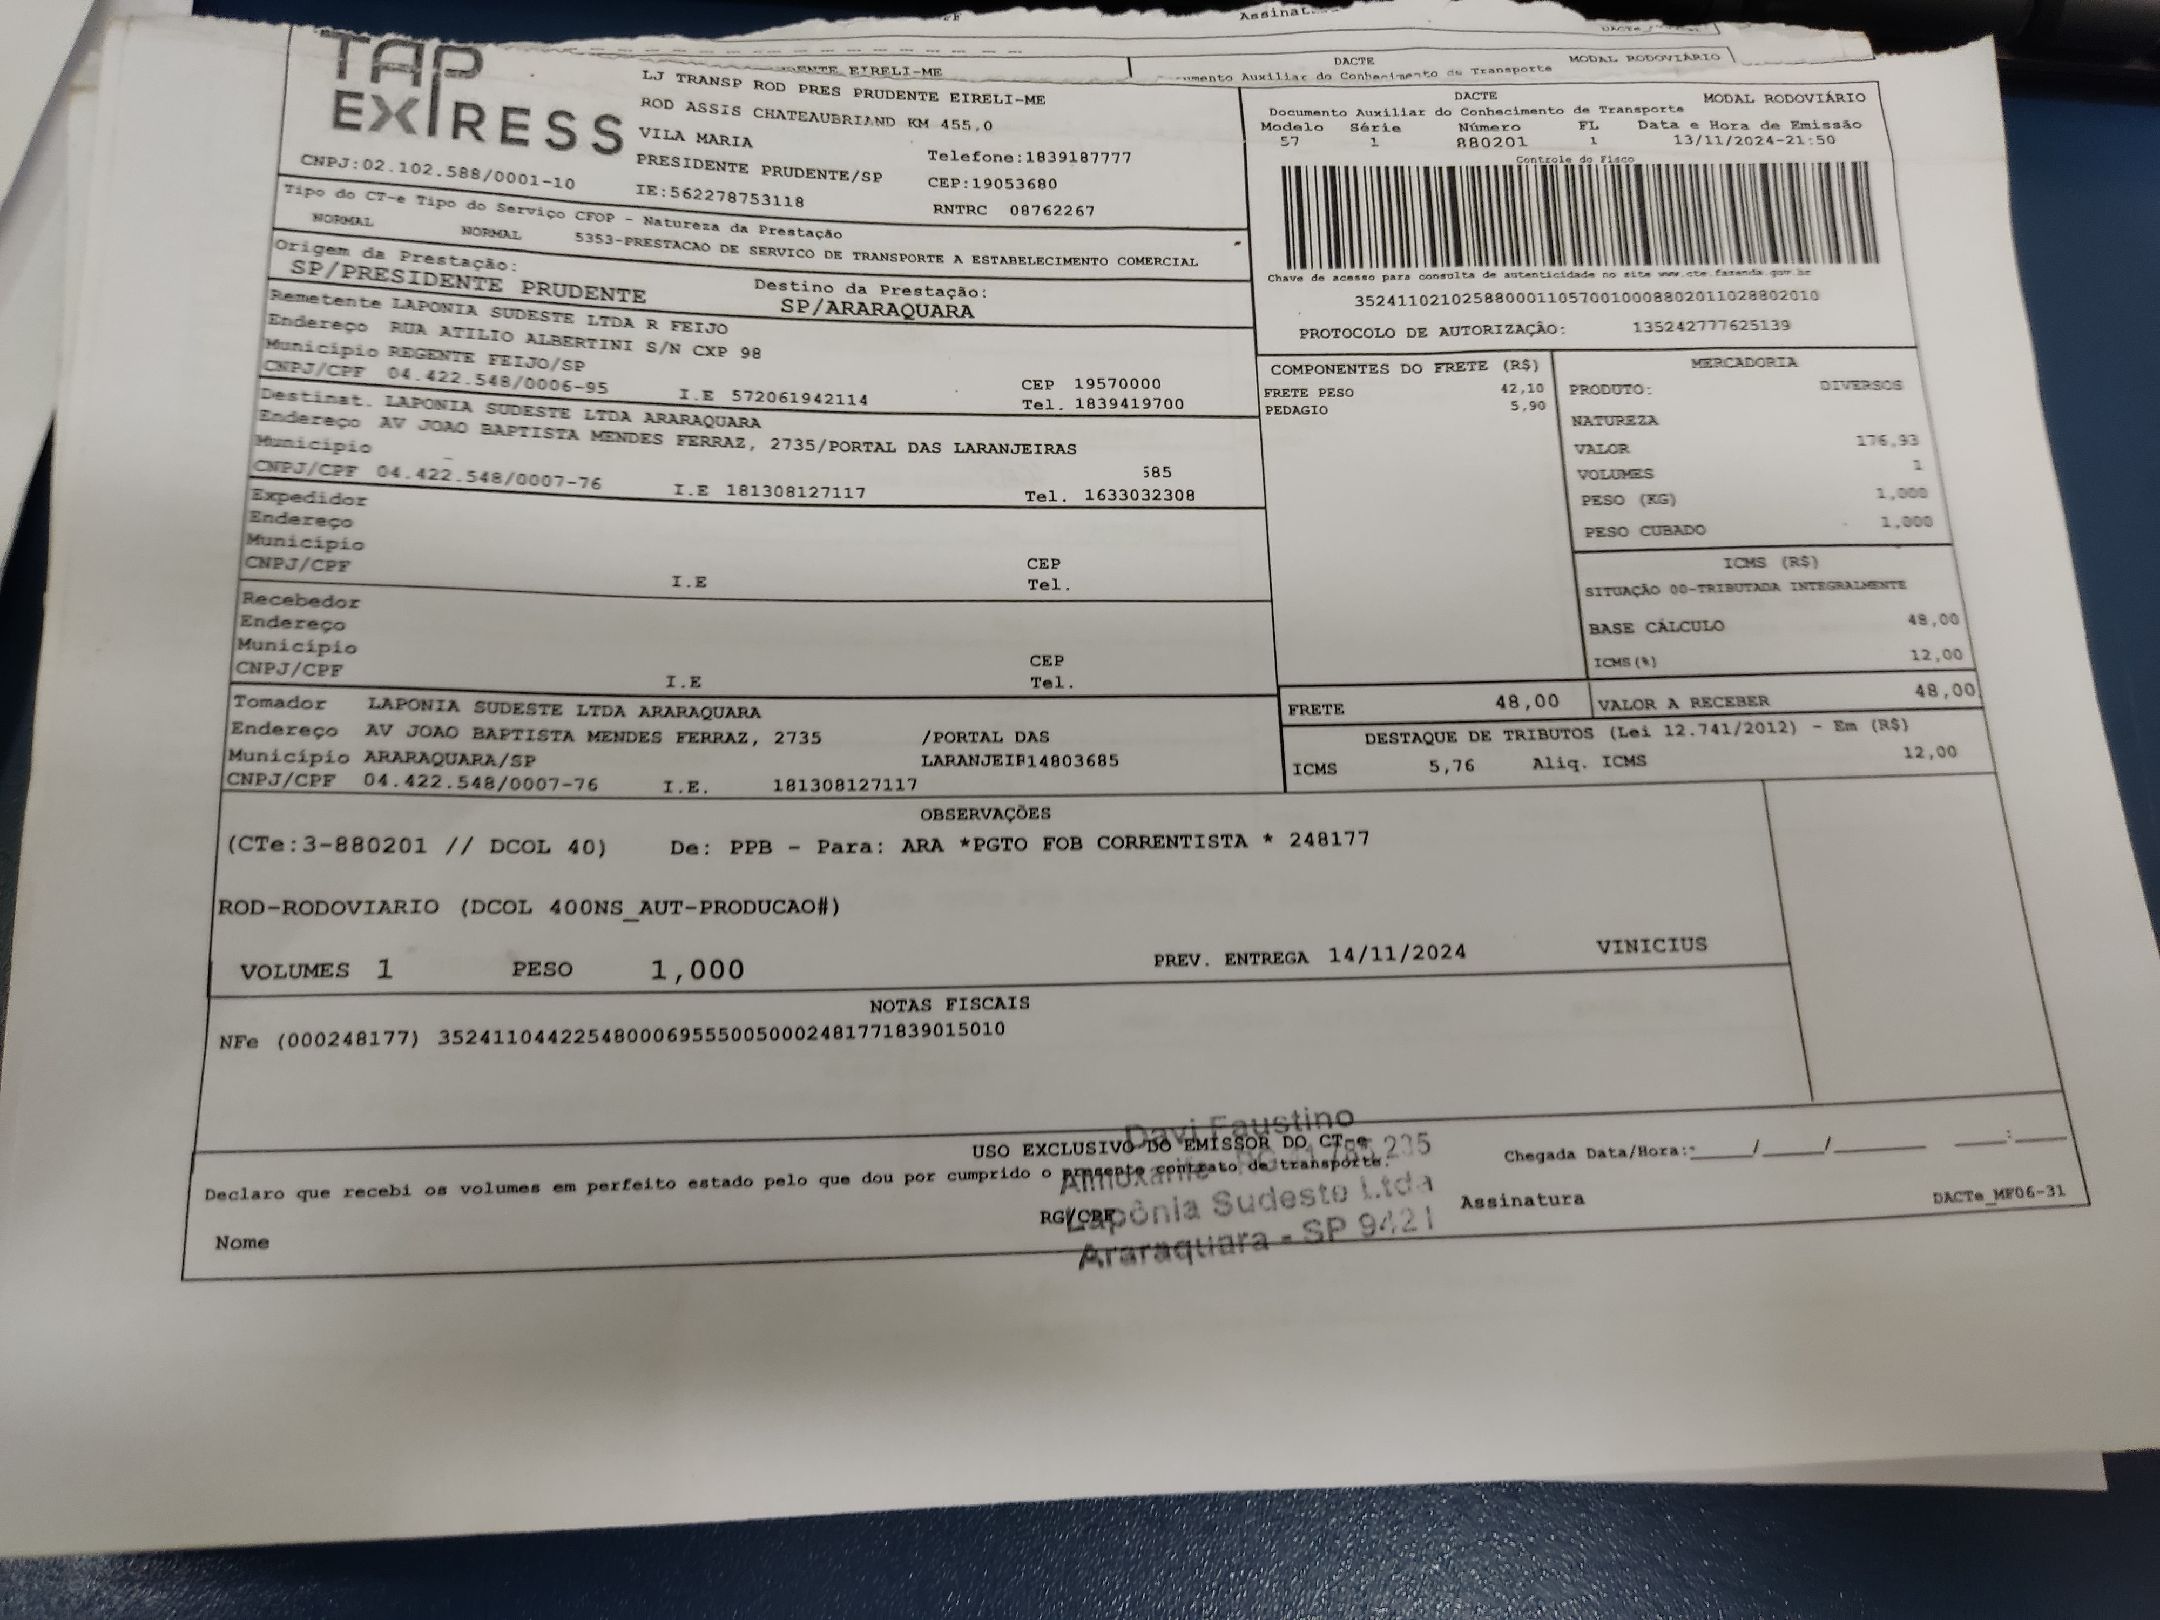 Assinat
DACTE
MODAL RODOVIÁRIO
ENTE EIRELI-ME
umento Auxiliar do Conhecimento de Transporte
TAP
EXPRESS
CNPJ:02.102.588/0001-10
LJ TRANSP ROD PRES PRUDENTE EIRELI-ME
ROD ASSIS CHATEAUBRIAND KM 455,0
VILA MARIA
Telefone:1839187777
PRESIDENTE PRUDENTE/SP
CEP:19053680
IE:562278753118
RNTRC 08762267
DACTE
MODAL RODOVIÁRIO
Documento Auxiliar do Conhecimento de Transporte
Modelo Série Número FL Data e Hora de Emissão
57 1 880201 1 13/11/2024-21:50
Controle do Fisco
Chave de acesso para consulta de autenticidade no site www.cte.fazenda.gov.br
35241102102588000110570010008802011028802010
PROTOCOLO DE AUTORIZAÇÃO: 135242777625139
Tipo do CT-e Tipo do Serviço CFOP - Natureza da Prestação
NORMAL NORMAL 5353-PRESTACAO DE SERVICO DE TRANSPORTE A ESTABELECIMENTO COMERCIAL
Origem da Prestação:
SP/PRESIDENTE PRUDENTE
Destino da Prestação:
SP/ARARAQUARA
Remetente LAPONIA SUDESTE LTDA R FEIJO
Endereço RUA ATILIO ALBERTINI S/N CXP 98
Município REGENTE FEIJO/SP
CEP 19570000
CNPJ/CPF 04.422.548/0006-95 I.E 572061942114 Tel. 1839419700
Destinat. LAPONIA SUDESTE LTDA ARARAQUARA
Endereço AV JOAO BAPTISTA MENDES FERRAZ, 2735/PORTAL DAS LARANJEIRAS
Município 585
CNPJ/CPF 04.422.548/0007-76 I.E 181308127117 Tel. 1633032308
Expedidor
Endereço
Município CEP
CNPJ/CPF I.E Tel.
Recebedor
Endereço
Município CEP
CNPJ/CPF I.E Tel.
Tomador LAPONIA SUDESTE LTDA ARARAQUARA
Endereço AV JOAO BAPTISTA MENDES FERRAZ, 2735 /PORTAL DAS
Município ARARAQUARA/SP LARANJEIR14803685
CNPJ/CPF 04.422.548/0007-76 I.E. 181308127117
COMPONENTES DO FRETE (R$)
FRETE PESO 42,10
PEDAGIO 5,90
MERCADORIA
PRODUTO: DIVERSOS
NATUREZA
VALOR 176,93
VOLUMES 1
PESO (KG) 1,000
PESO CUBADO 1,000
ICMS (R$)
SITUAÇÃO 00-TRIBUTADA INTEGRALMENTE
BASE CÁLCULO 48,00
ICMS(%) 12,00
FRETE 48,00 VALOR A RECEBER 48,00
DESTAQUE DE TRIBUTOS (Lei 12.741/2012) - Em (R$)
ICMS 5,76 Aliq. ICMS 12,00
OBSERVAÇÕES
(CTe:3-880201 // DCOL 40) De: PPB - Para: ARA *PGTO FOB CORRENTISTA * 248177
ROD-RODOVIARIO (DCOL 400NS_AUT-PRODUCAO#)
VOLUMES 1 PESO 1,000 PREV. ENTREGA 14/11/2024 VINICIUS
NOTAS FISCAIS
NFe (000248177) 35241104422548000695550050002481771839015010
USO EXCLUSIVO DO EMISSOR DO CT-e
Declaro que recebi os volumes em perfeito estado pelo que dou por cumprido o presente contrato de transporte.
Chegada Data/Hora: / / :
Nome RG/CPF Assinatura
DACTe_MF06-31
Davi Faustino
Almoxarife
Lapônia Sudeste Ltda
Araraquara - SP 9421